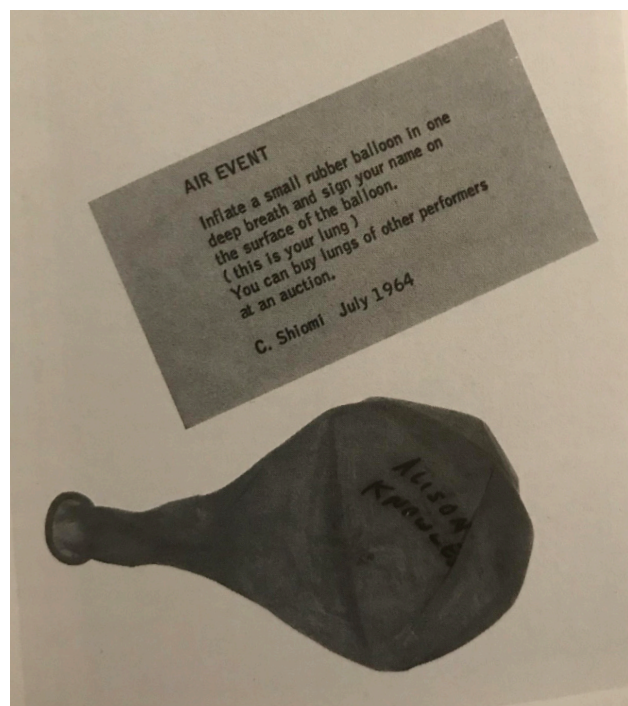 AIR EVENT
Inflate a small rubber balloon in one
deep breath and sign your name on
the surface of the balloon.
( this is your lung )
You can buy lungs of other performers
at an auction.
C. Shiomi July 1964
ALISON
KNOWLE